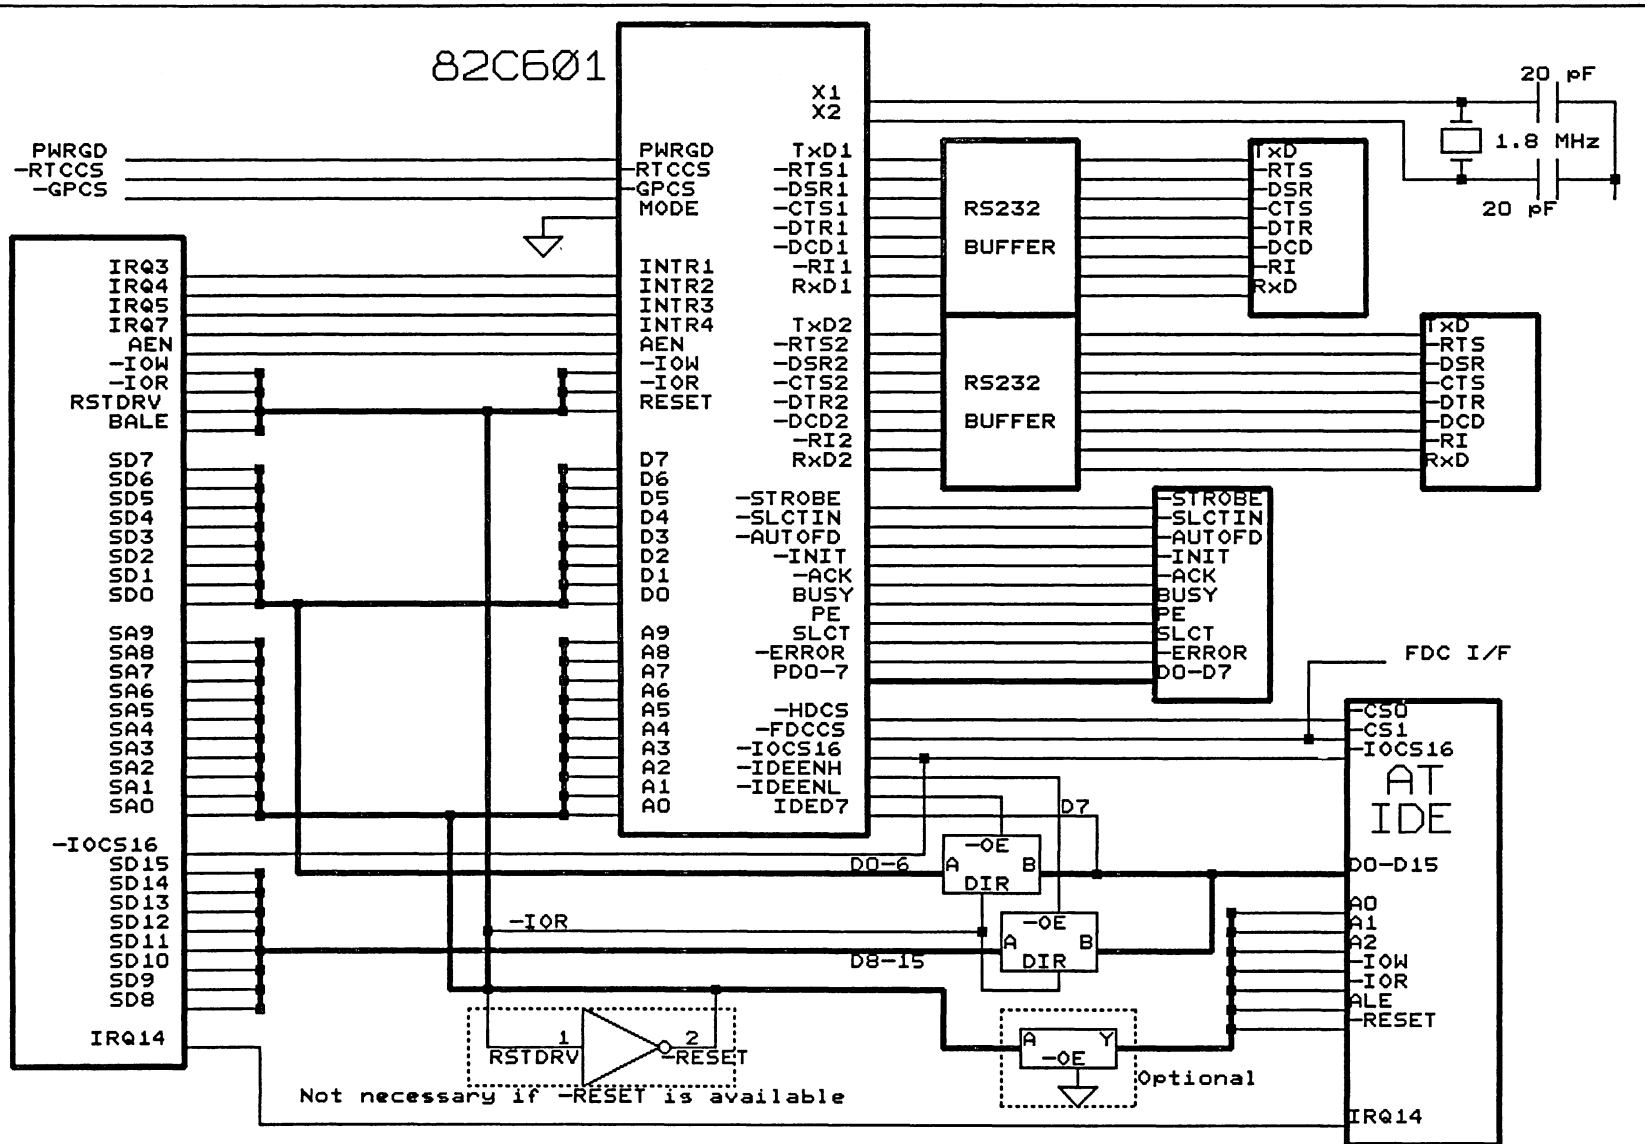 82C601
X1
X2
20 pF
1.8 MHz
20 pF
PWRGD
-RTCCS
-GPCS
PWRGD
-RTCCS
-GPCS
MODE
INTR1
INTR2
INTR3
INTR4
AEN
-IOW
-IOR
RESET
D7
D6
D5
D4
D3
D2
D1
D0
A9
A8
A7
A6
A5
A4
A3
A2
A1
A0
TxD1
-RTS1
-DSR1
-CTS1
-DTR1
-DCD1
-RI1
RxD1
TxD2
-RTS2
-DSR2
-CTS2
-DTR2
-DCD2
-RI2
RxD2
-STROBE
-SLCTIN
-AUTOFD
-INIT
-ACK
BUSY
PE
SLCT
-ERROR
PD0-7
-HDCS
-FDCCS
-IOCS16
-IDEENH
-IDEENL
IDED7
RS232
BUFFER
RS232
BUFFER
TxD
-RTS
-DSR
-CTS
-DTR
-DCD
-RI
RxD
TxD
-RTS
-DSR
-CTS
-DTR
-DCD
-RI
RxD
-STROBE
-SLCTIN
-AUTOFD
-INIT
-ACK
BUSY
PE
SLCT
-ERROR
D0-D7
FDC I/F
IRQ3
IRQ4
IRQ5
IRQ7
AEN
-IOW
-IOR
RSTDRV
BALE
SD7
SD6
SD5
SD4
SD3
SD2
SD1
SD0
SA9
SA8
SA7
SA6
SA5
SA4
SA3
SA2
SA1
SA0
-IOCS16
SD15
SD14
SD13
SD12
SD11
SD10
SD9
SD8
IRQ14
D7
D0-6
-OE
A B
DIR
-IOR
-OE
A B
DIR
D8-15
-CS0
-CS1
-IOCS16
AT
IDE
D0-D15
A0
A1
A2
-IOW
-IOR
ALE
-RESET
IRQ14
1 2
RSTDRV -RESET
Not necessary if -RESET is available
A Y
-OE
Optional